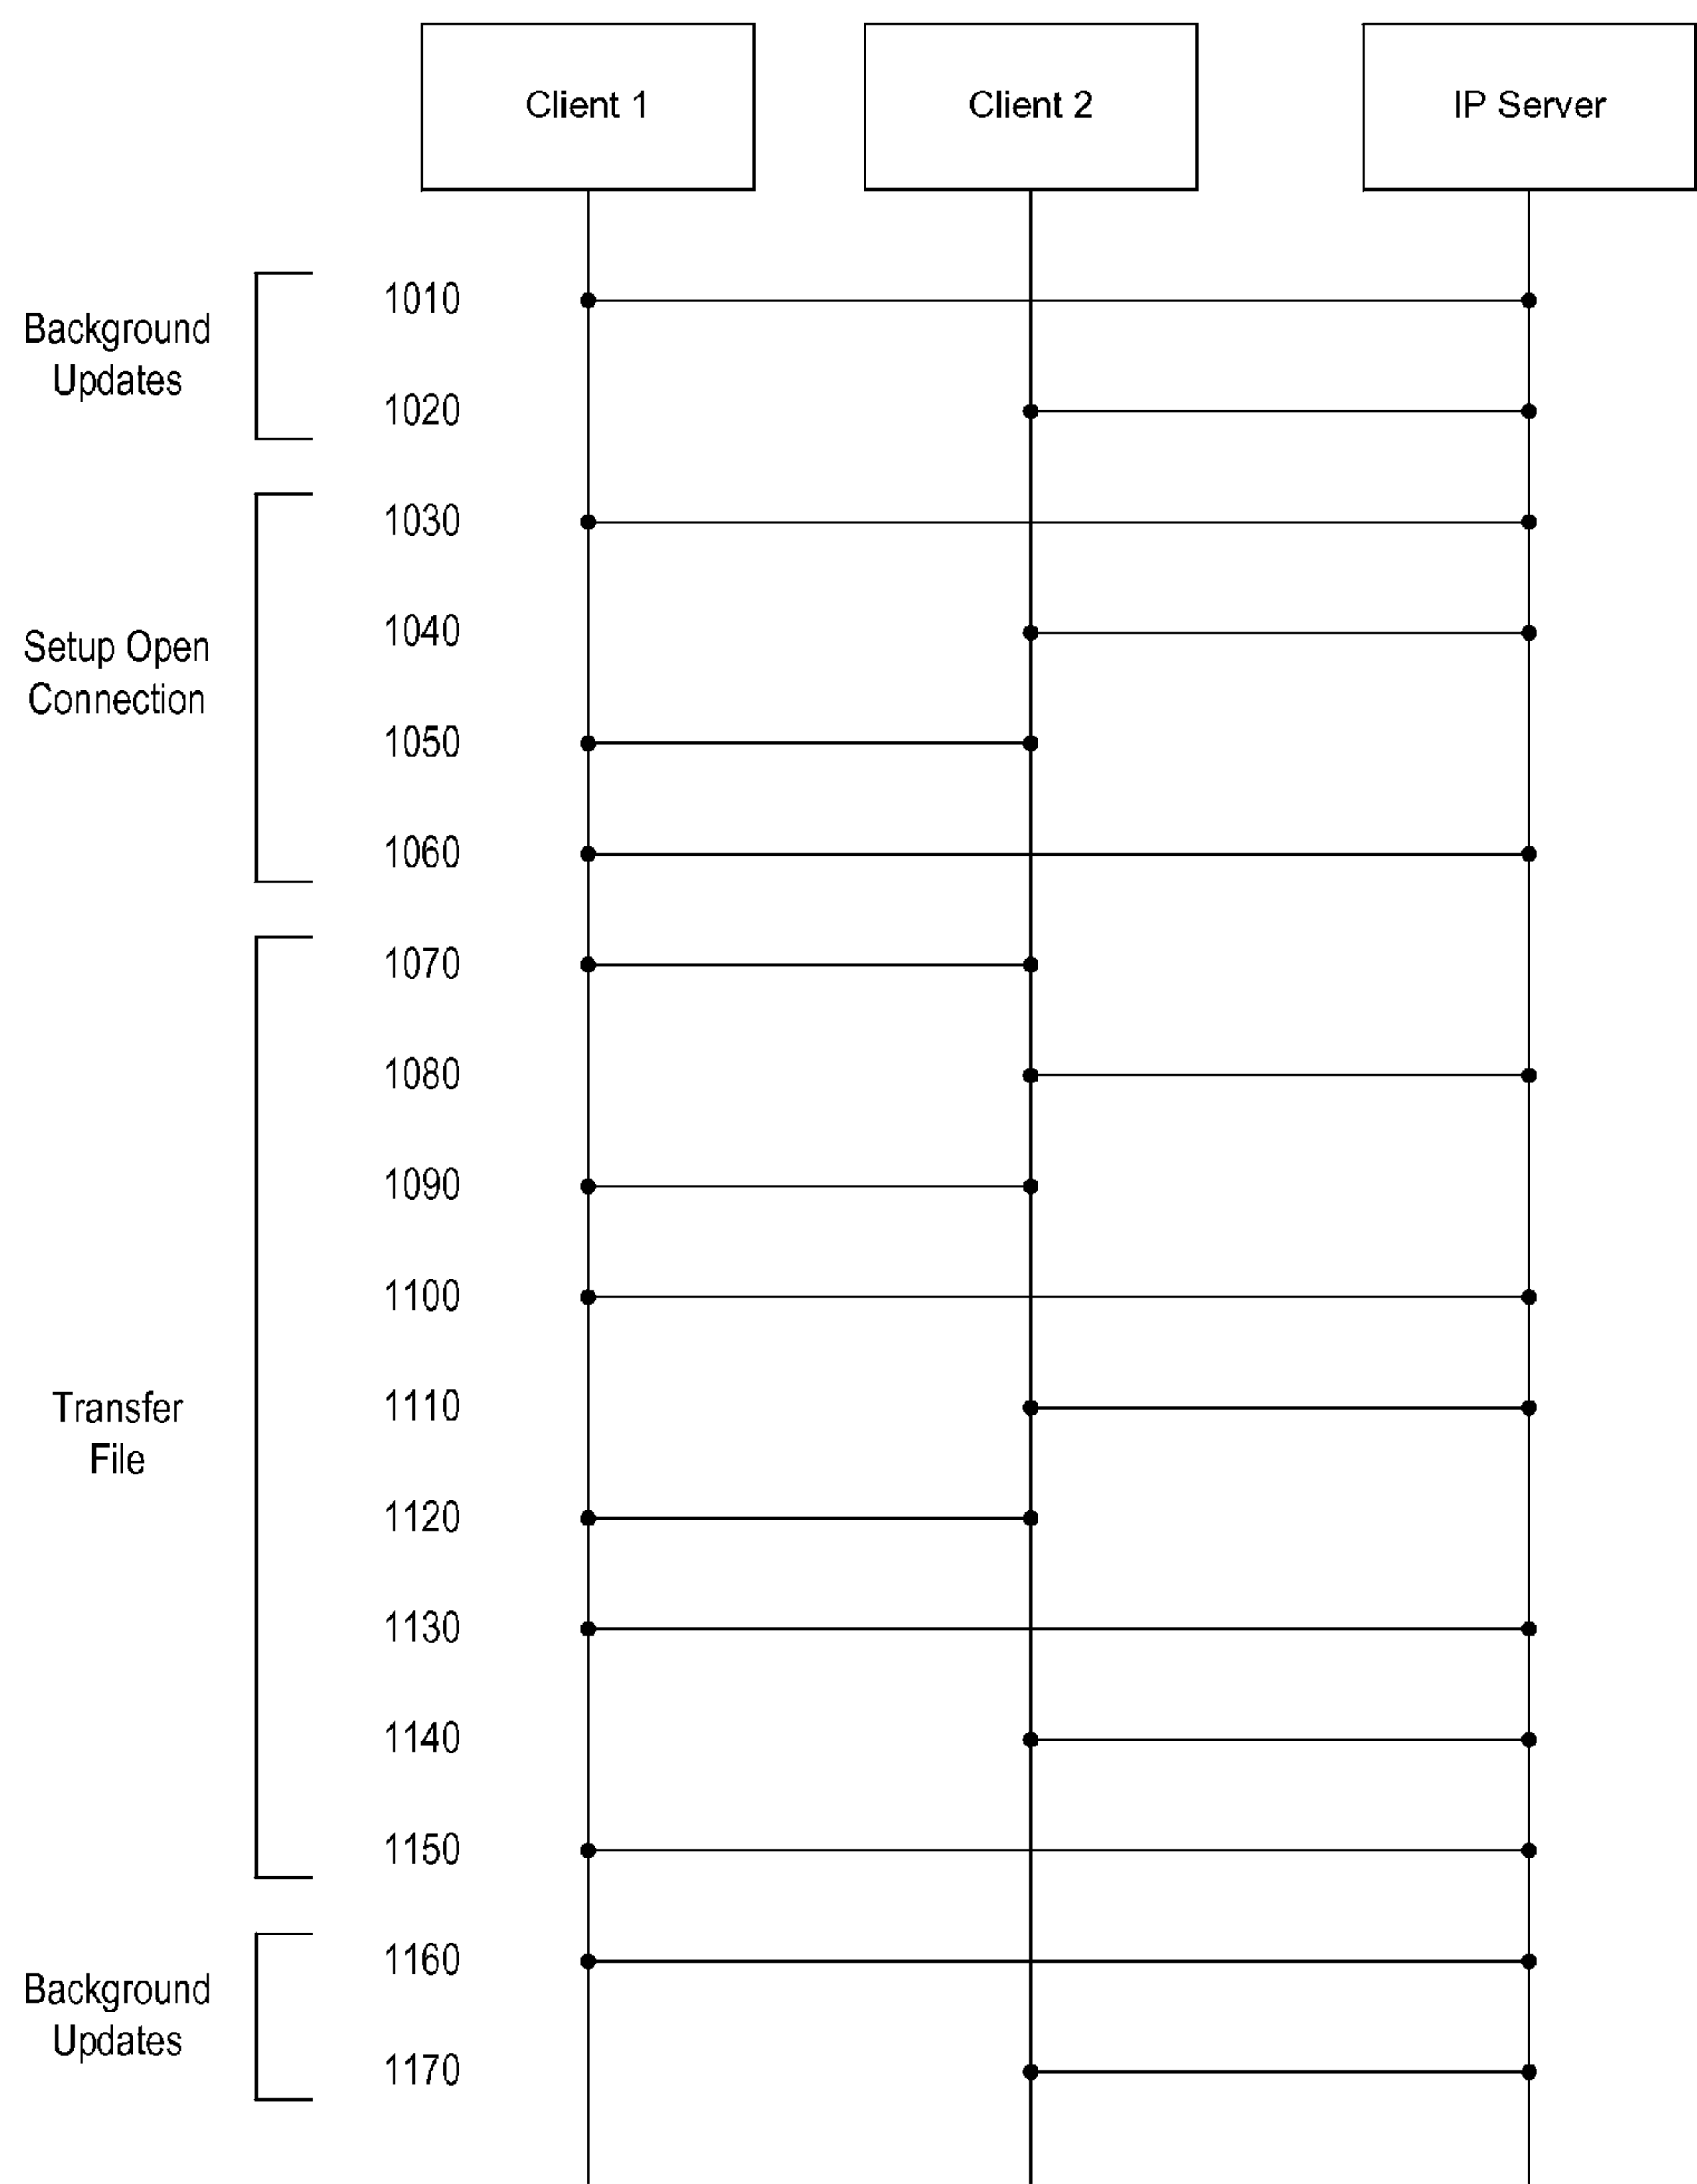 Client 1
Client 2
IP Server
Background
Updates
1010
1020
Setup Open
Connection
1030
1040
1050
1060
Transfer
File
1070
1080
1090
1100
1110
1120
1130
1140
1150
Background
Updates
1160
1170